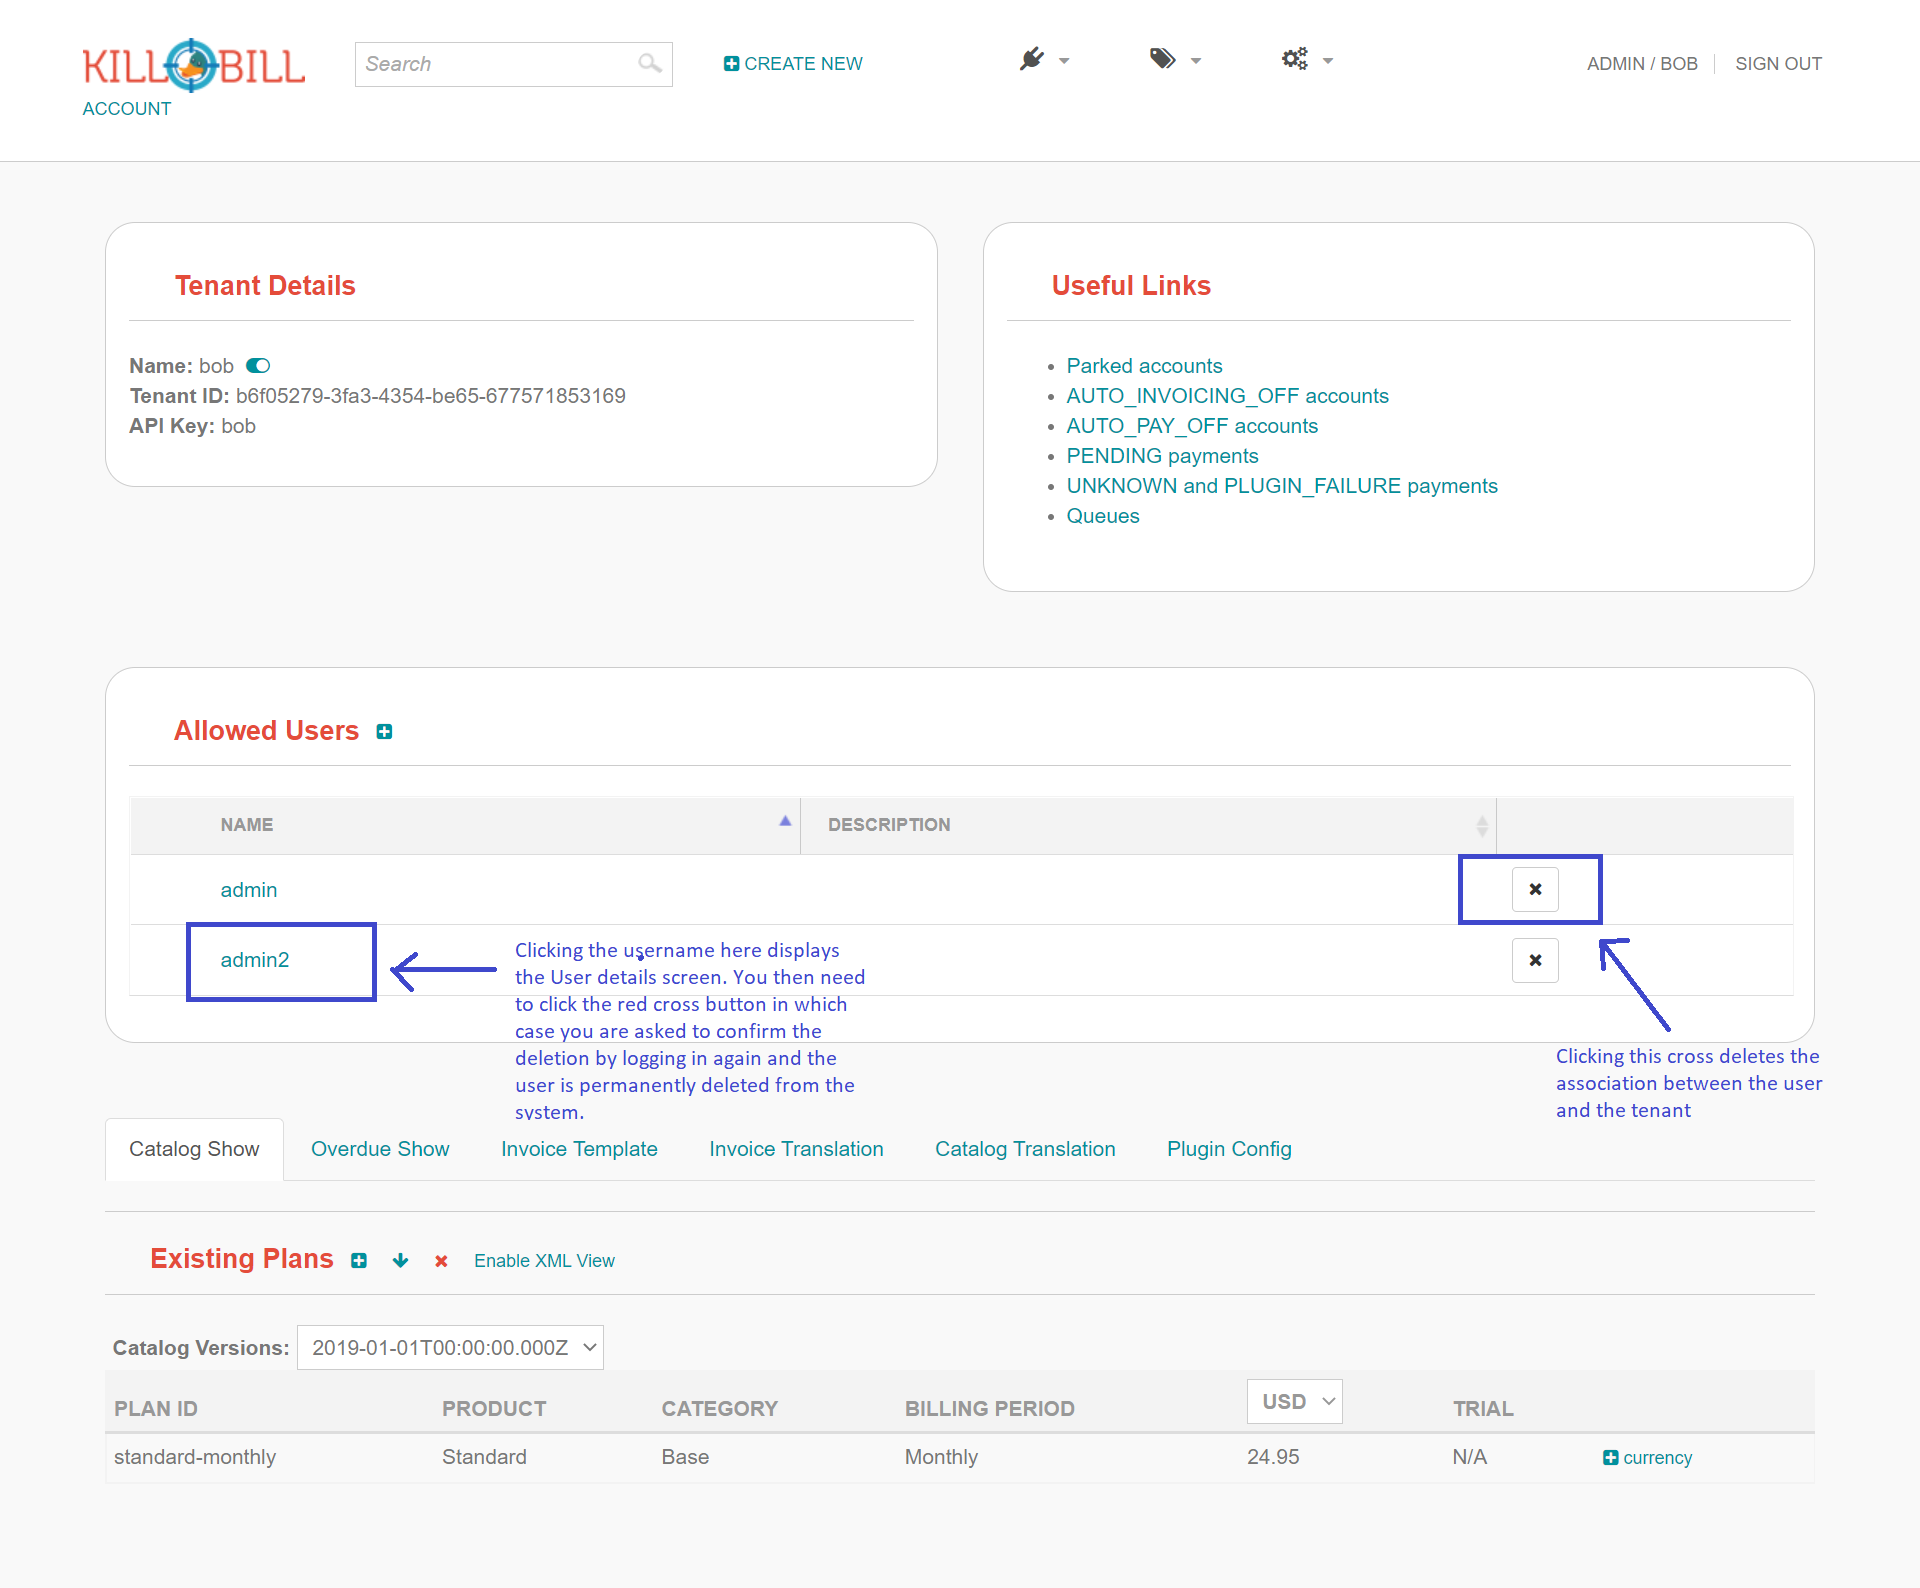 KILL BILL
ACCOUNT
Search
CREATE NEW
ADMIN / BOB
SIGN OUT
Tenant Details
Name: bob
Tenant ID: b6f05279-3fa3-4354-be65-677571853169
API Key: bob
Useful Links
Parked accounts
AUTO_INVOICING_OFF accounts
AUTO_PAY_OFF accounts
PENDING payments
UNKNOWN and PLUGIN_FAILURE payments
Queues
Allowed Users
NAME DESCRIPTION
admin
admin2
Clicking the username here displays
the User details screen. You then need
to click the red cross button in which
case you are asked to confirm the
deletion by logging in again and the
user is permanently deleted from the
system.
Clicking this cross deletes the
association between the user
and the tenant
Catalog Show Overdue Show Invoice Template Invoice Translation Catalog Translation Plugin Config
Existing Plans Enable XML View
Catalog Versions: 2019-01-01T00:00:00.000Z
PLAN ID PRODUCT CATEGORY BILLING PERIOD USD TRIAL
standard-monthly Standard Base Monthly 24.95 N/A currency